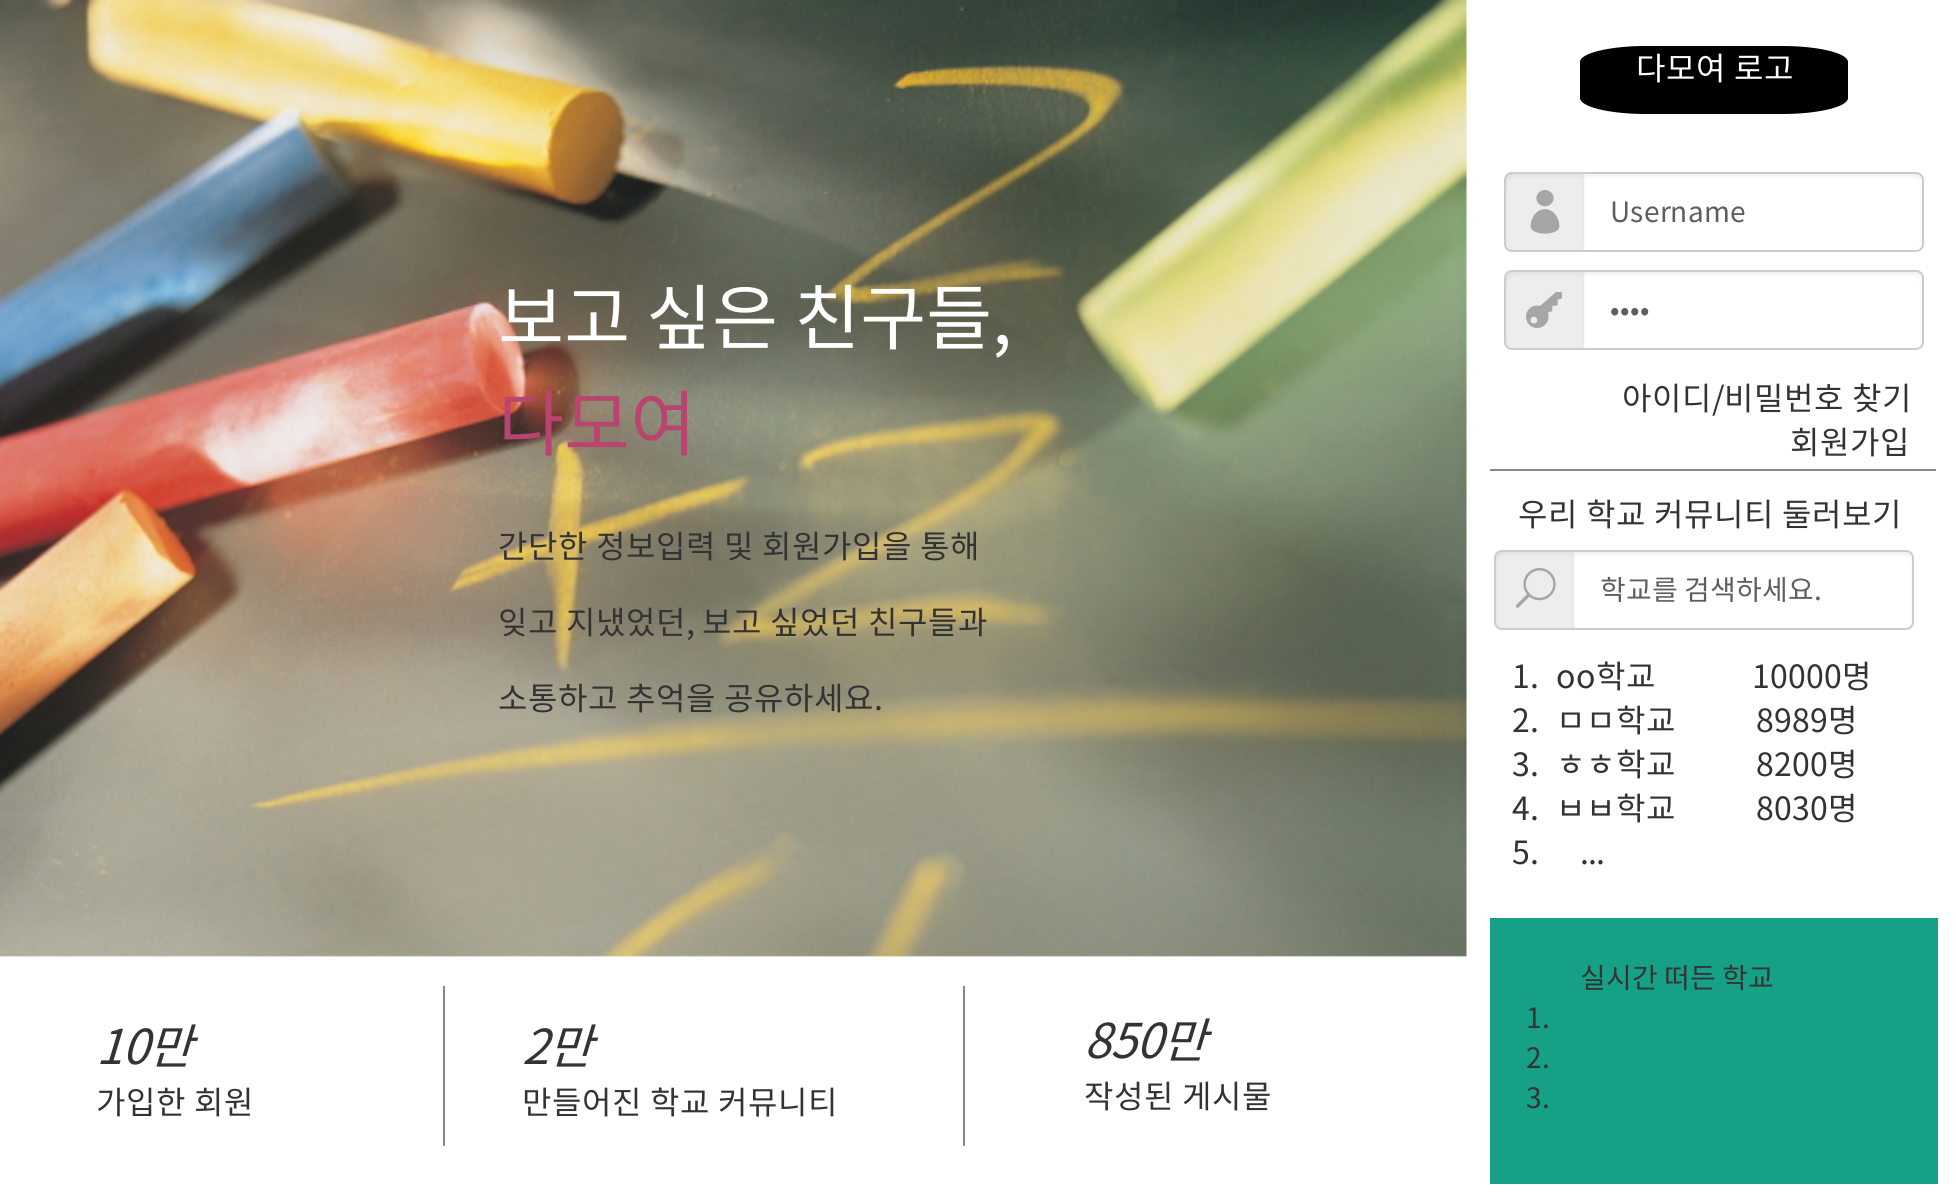 보고 싶은 친구들,
다모여
간단한 정보입력 및 회원가입을 통해
잊고 지냈었던, 보고 싶었던 친구들과
소통하고 추억을 공유하세요.
10만
가입한 회원
2만
만들어진 학교 커뮤니티
850만
작성된 게시물
다모여 로고
Username
••••
아이디/비밀번호 찾기
회원가입
우리 학교 커뮤니티 둘러보기
학교를 검색하세요.
1. oo학교 10000명
2. ㅁㅁ학교 8989명
3. ㅎㅎ학교 8200명
4. ㅂㅂ학교 8030명
5. ...
실시간 떠든 학교
1.
2.
3.